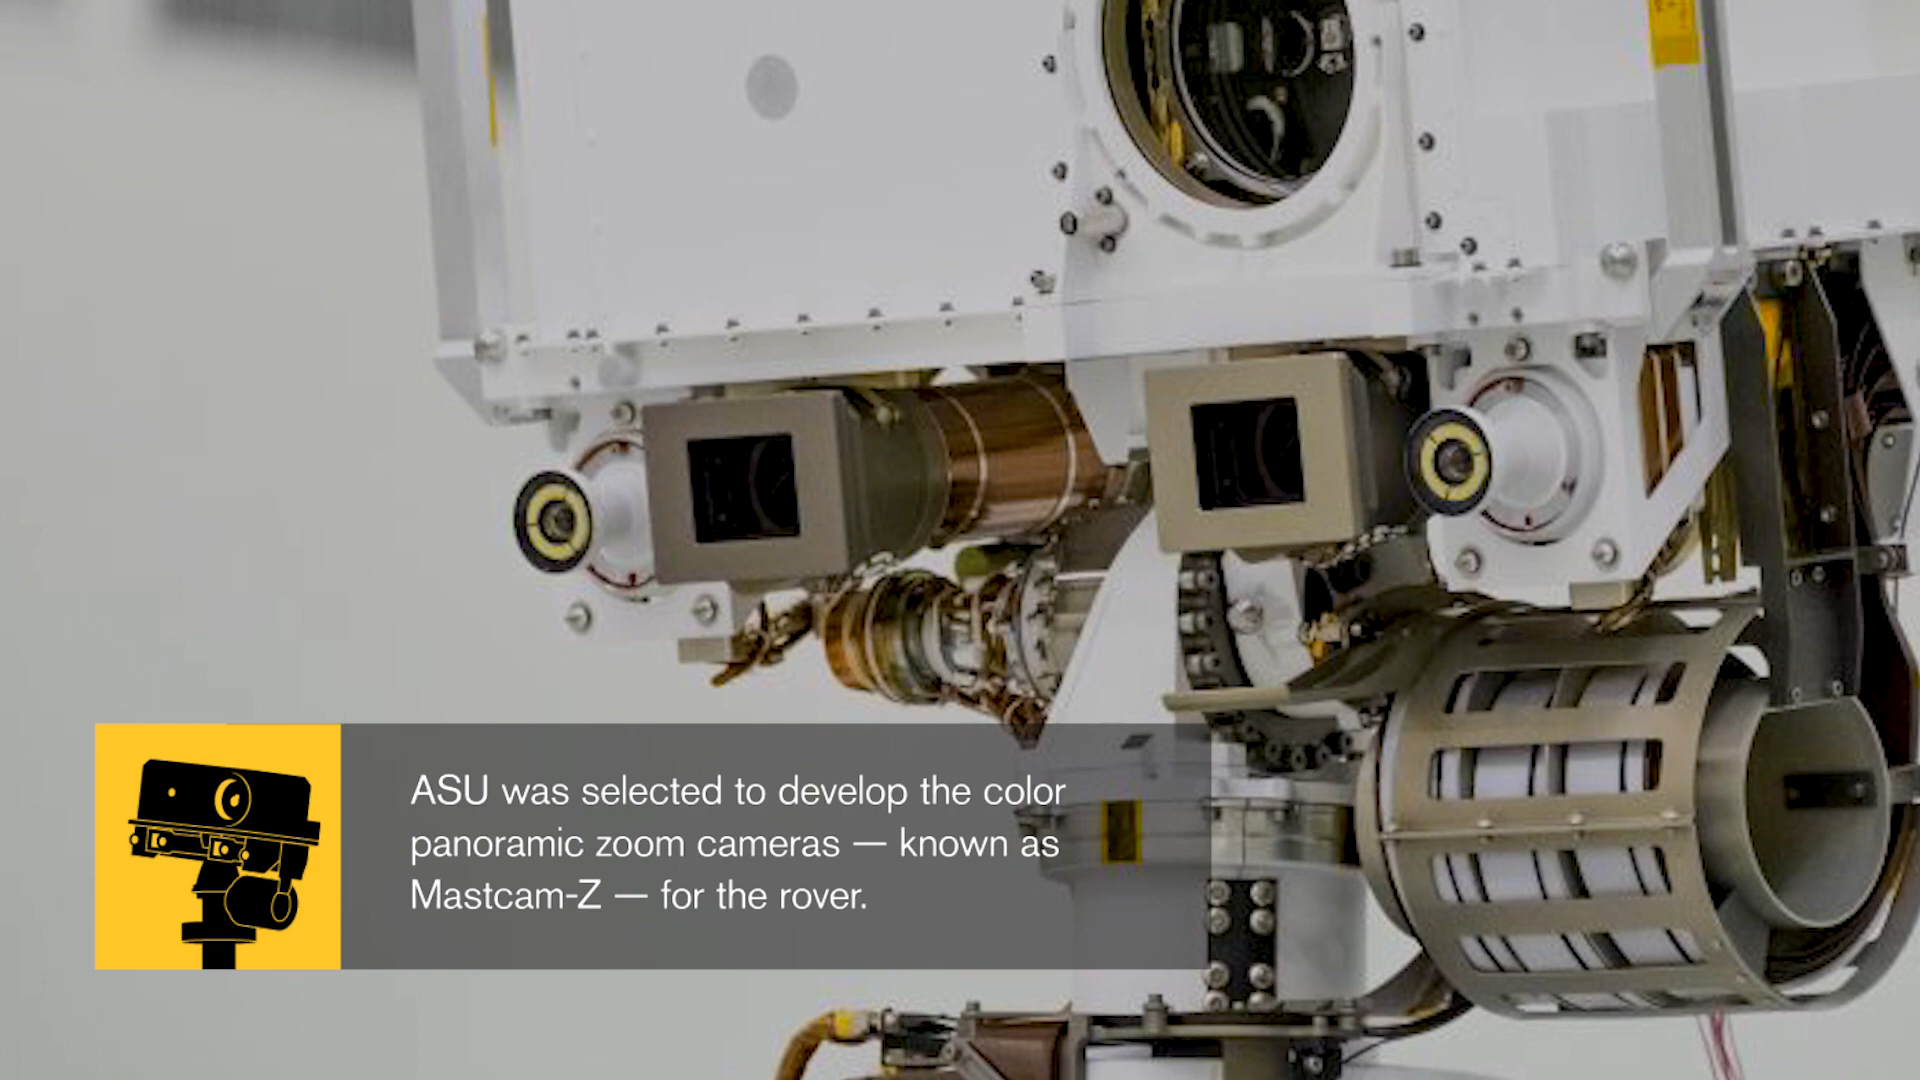 ASU was selected to develop the color
panoramic zoom cameras — known as
Mastcam-Z — for the rover.